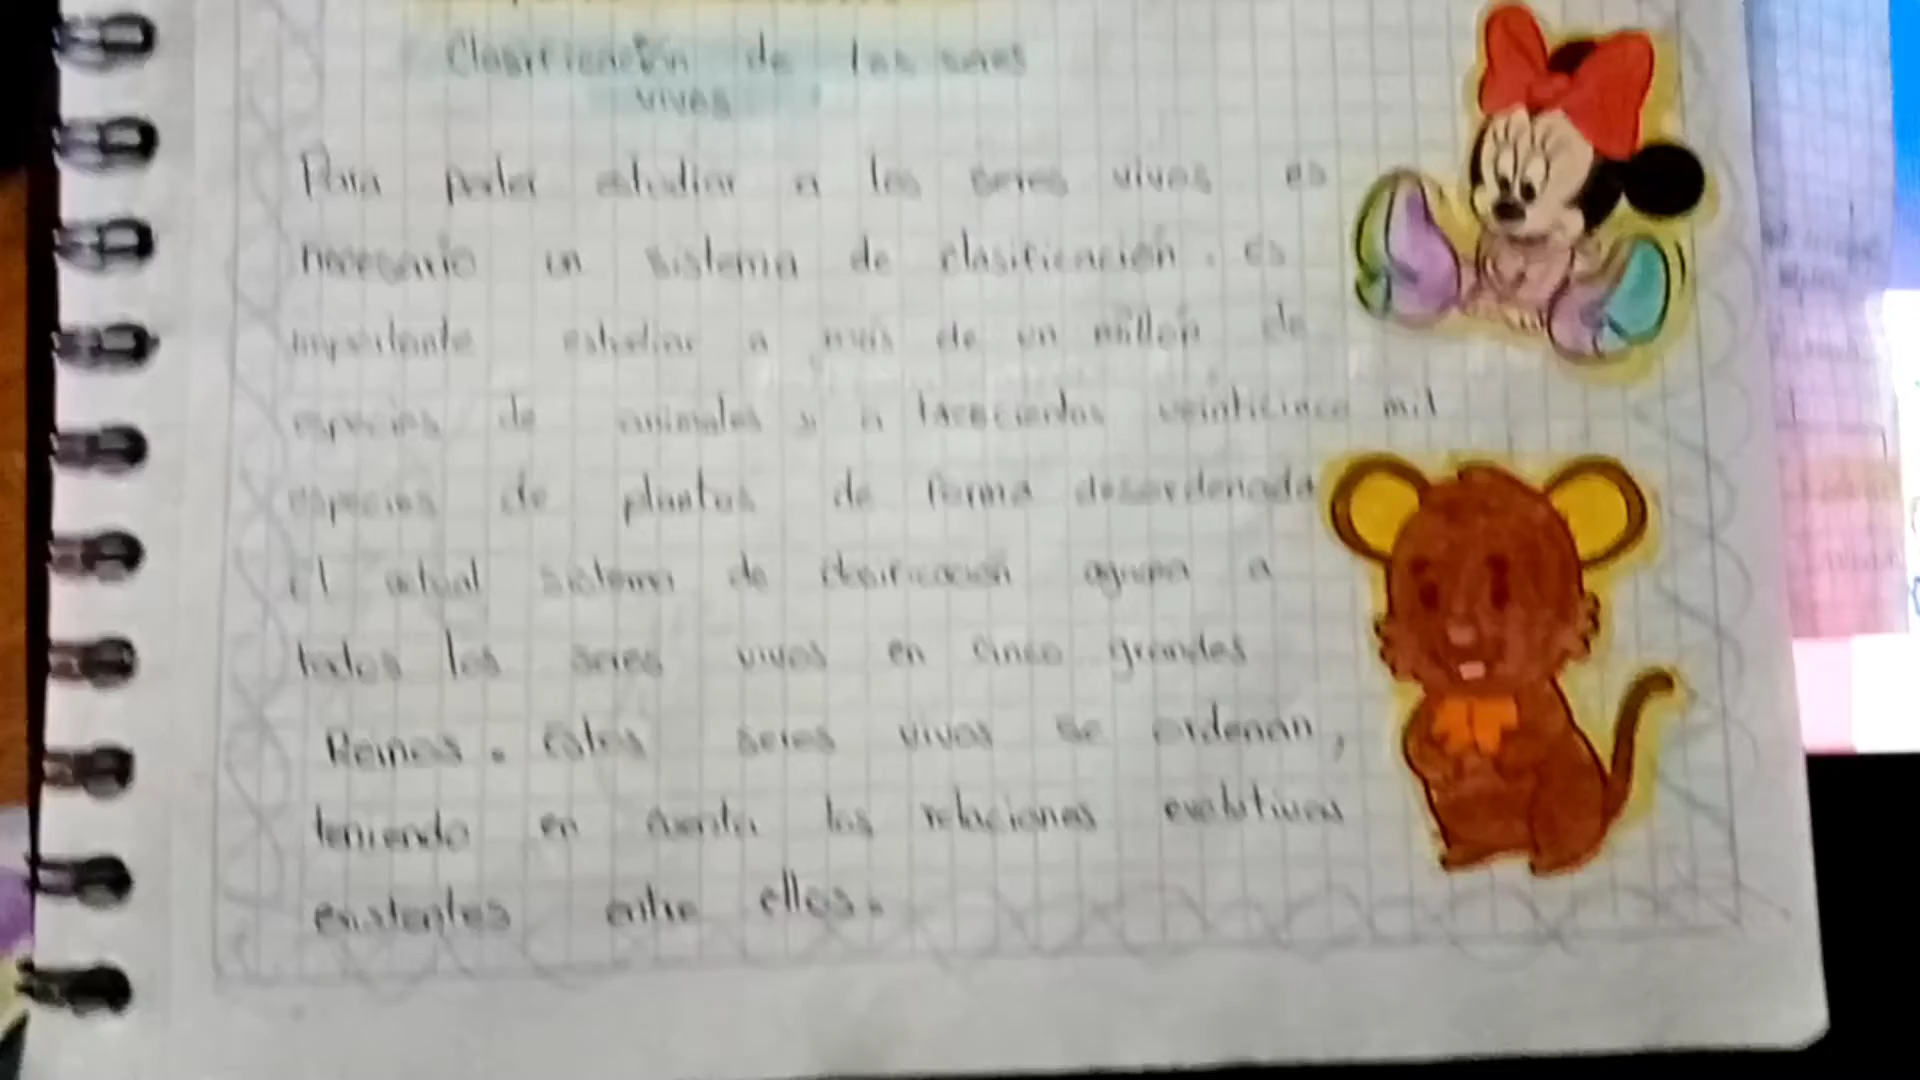 Clasificación de los seres
vivos
Para poder estudiar a los seres vivos es
necesario un sistema de clasificación. Es
importante estudiar a más de un millón de
especies de animales y a trescientos veinticinco mil
especies de plantas de forma desordenada
El actual sistema de clasificación agrupa a
todos los seres vivos en cinco grandes
Reinos. Estos seres vivos se ordenan,
teniendo en cuenta las relaciones evolutivas
existentes entre ellos.